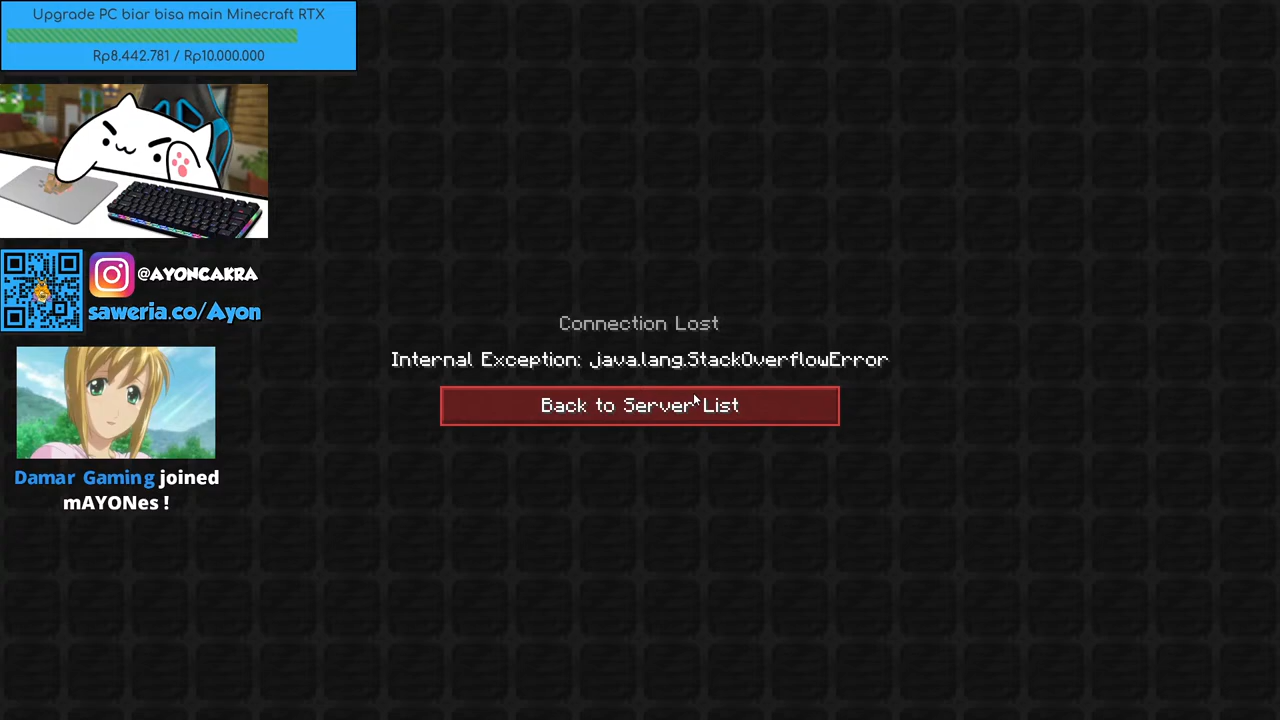 Upgrade PC biar bisa main Minecraft RTX
Rp8.442.781 / Rp10.000.000
@AYONCAKRA
saweria.co/Ayon
Connection Lost
Internal Exception: java.lang.StackOverflowError
Back to Server List
Damar Gaming joined
mAYONes !